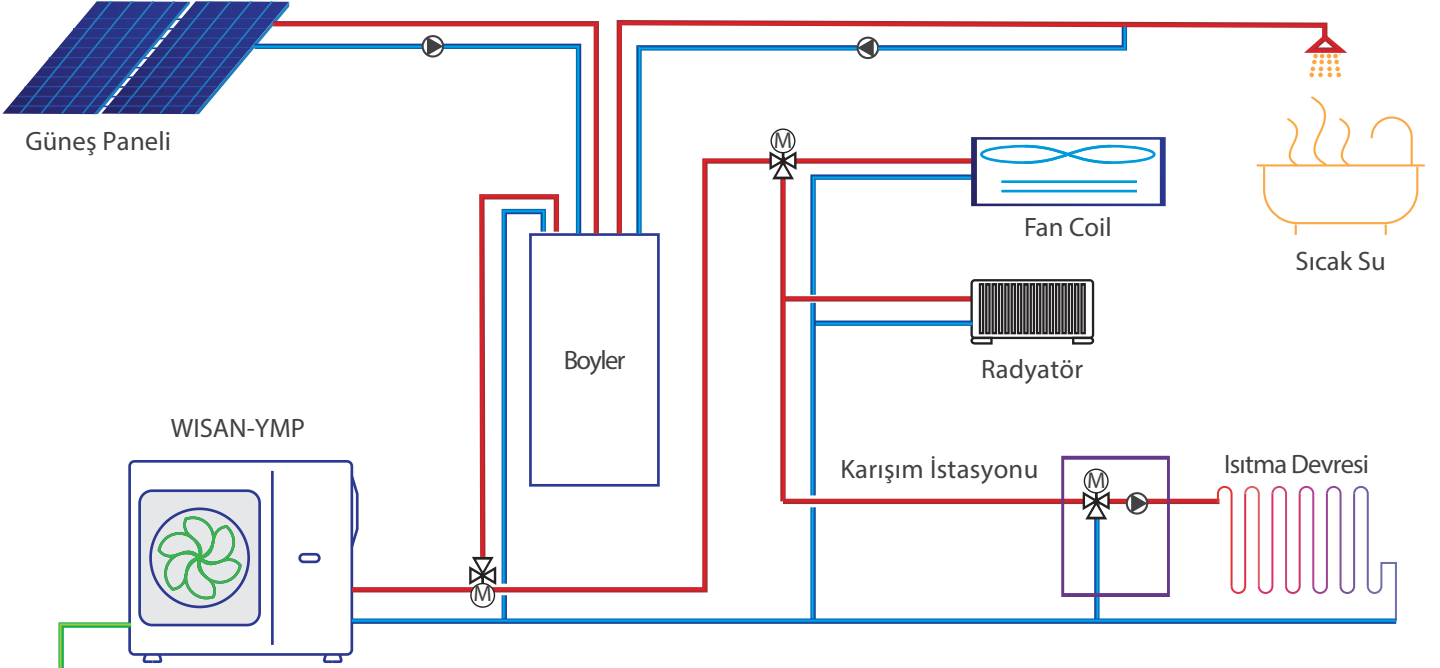 Güneş Paneli
M
Fan Coil
Sıcak Su
Boyler
Radyatör
WISAN-YMP
Karışım İstasyonu
M
Isıtma Devresi
M